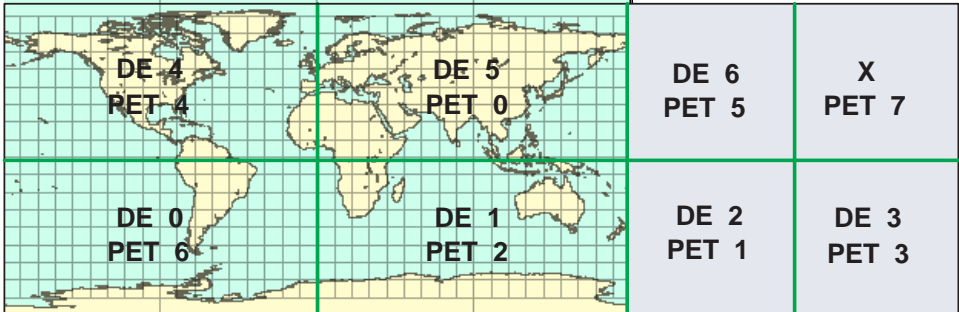 DE 4
PET 4
DE 5
PET 0
DE 6
PET 5
X
PET 7
DE 0
PET 6
DE 1
PET 2
DE 2
PET 1
DE 3
PET 3